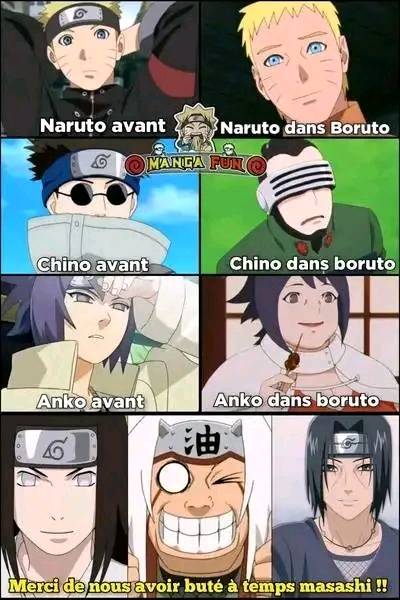 Naruto avant
Naruto dans Boruto
MANGA FUN
Chino avant
Chino dans boruto
Anko avant
Anko dans boruto
油
Merci de nous avoir buté à temps masashi !!